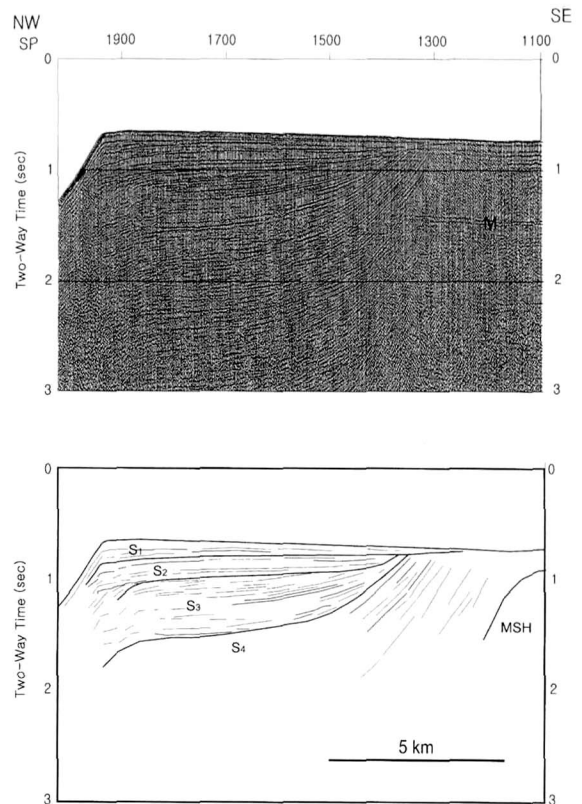 NW SE
SP 1900 1700 1500 1300 1100
0 0
1 1
M
Two-Way Time (sec)
2 2
3 3
0 0
S1
S2
1 1
S3
MSH
S4
Two-Way Time (sec)
2 2
5 km
3 3